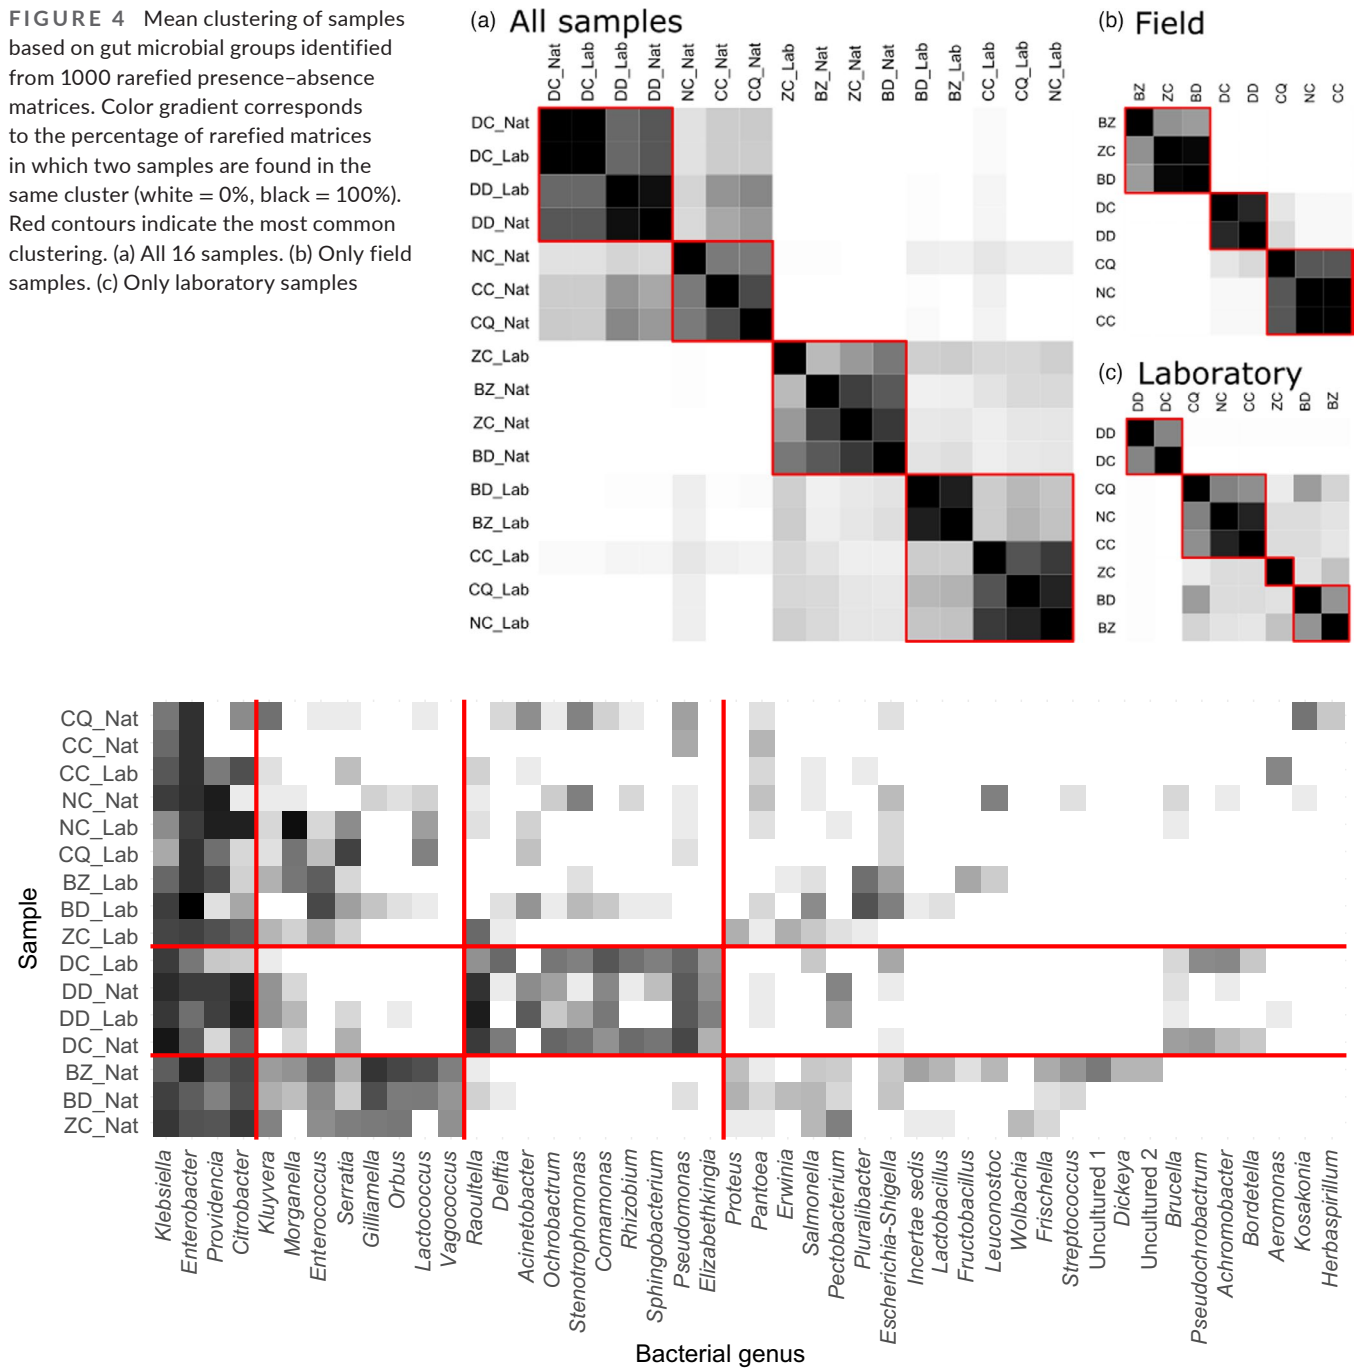 FIGURE 4 Mean clustering of samples
based on gut microbial groups identified
from 1000 rarefied presence–absence
matrices. Color gradient corresponds
to the percentage of rarefied matrices
in which two samples are found in the
same cluster (white = 0%, black = 100%).
Red contours indicate the most common
clustering. (a) All 16 samples. (b) Only field
samples. (c) Only laboratory samples
(a) All samples
DC_Nat DC_Lab DD_Lab DD_Nat NC_Nat CC_Nat CQ_Nat ZC_Lab BZ_Nat ZC_Nat BD_Nat BD_Lab BZ_Lab CC_Lab CQ_Lab NC_Lab
DC_Nat
DC_Lab
DD_Lab
DD_Nat
NC_Nat
CC_Nat
CQ_Nat
ZC_Lab
BZ_Nat
ZC_Nat
BD_Nat
BD_Lab
BZ_Lab
CC_Lab
CQ_Lab
NC_Lab
(b) Field
BZ ZC BD DC DD CQ NC CC
BZ
ZC
BD
DC
DD
CQ
NC
CC
(c) Laboratory
DD DC CQ NC CC ZC BD BZ
DD
DC
CQ
NC
CC
ZC
BD
BZ
Sample
CQ_Nat
CC_Nat
CC_Lab
NC_Nat
NC_Lab
CQ_Lab
BZ_Lab
BD_Lab
ZC_Lab
DC_Lab
DD_Nat
DD_Lab
DC_Nat
BZ_Nat
BD_Nat
ZC_Nat
Klebsiella
Enterobacter
Providencia
Citrobacter
Kluyvera
Morganella
Enterococcus
Serratia
Gilliamella
Orbus
Lactococcus
Vagococcus
Raoultella
Delftia
Acinetobacter
Ochrobactrum
Stenotrophomonas
Comamonas
Rhizobium
Sphingobacterium
Pseudomonas
Elizabethkingia
Proteus
Pantoea
Erwinia
Salmonella
Pectobacterium
Pluralibacter
Escherichia-Shigella
Incertae sedis
Lactobacillus
Fructobacillus
Leuconostoc
Wolbachia
Frischella
Streptococcus
Uncultured 1
Dickeya
Uncultured 2
Brucella
Pseudochrobactrum
Achromobacter
Bordetella
Aeromonas
Kosakonia
Herbaspirillum
Bacterial genus